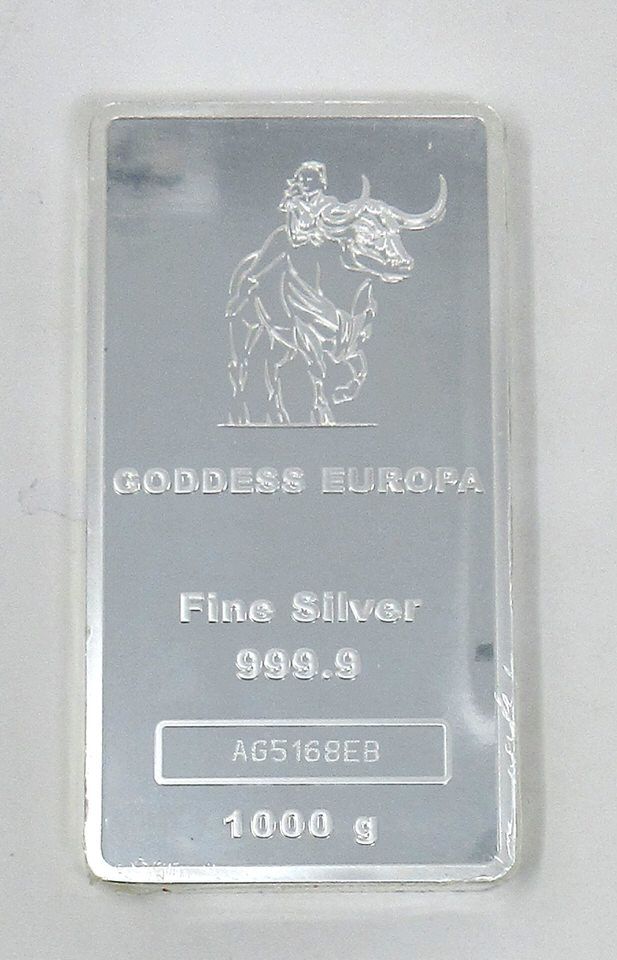 GODDESS EUROPA
Fine Silver
999.9
AG5168EB
1000 g